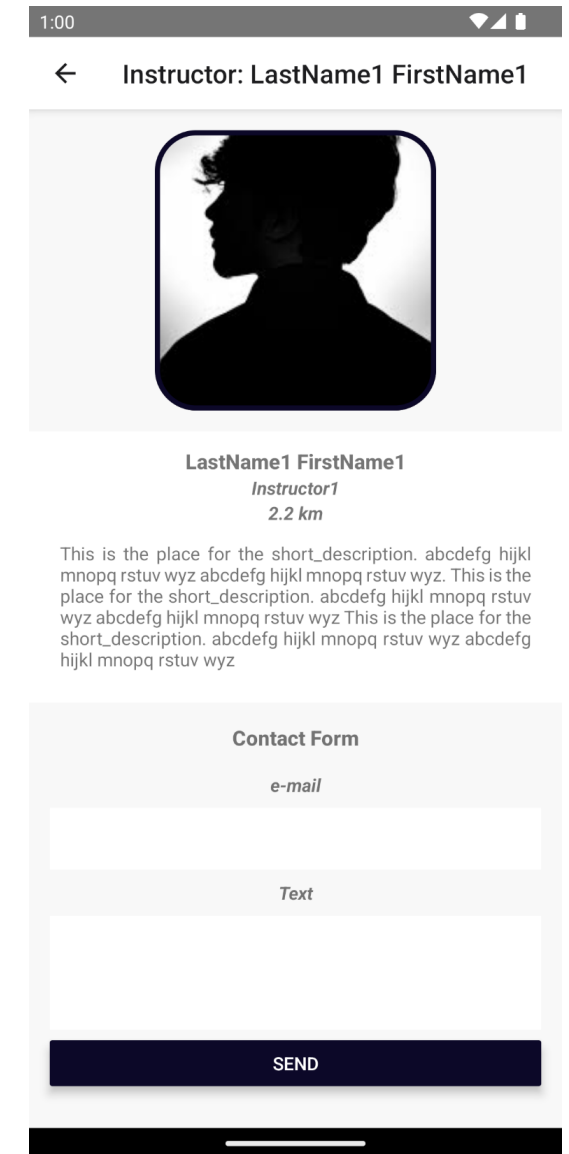 1:00
Instructor: LastName1 FirstName1
LastName1 FirstName1
Instructor1
2.2 km
This is the place for the short_description. abcdefg hijkl
mnopq rstuv wyz abcdefg hijkl mnopq rstuv wyz. This is the
place for the short_description. abcdefg hijkl mnopq rstuv
wyz abcdefg hijkl mnopq rstuv wyz This is the place for the
short_description. abcdefg hijkl mnopq rstuv wyz abcdefg
hijkl mnopq rstuv wyz
Contact Form
e-mail
Text
SEND